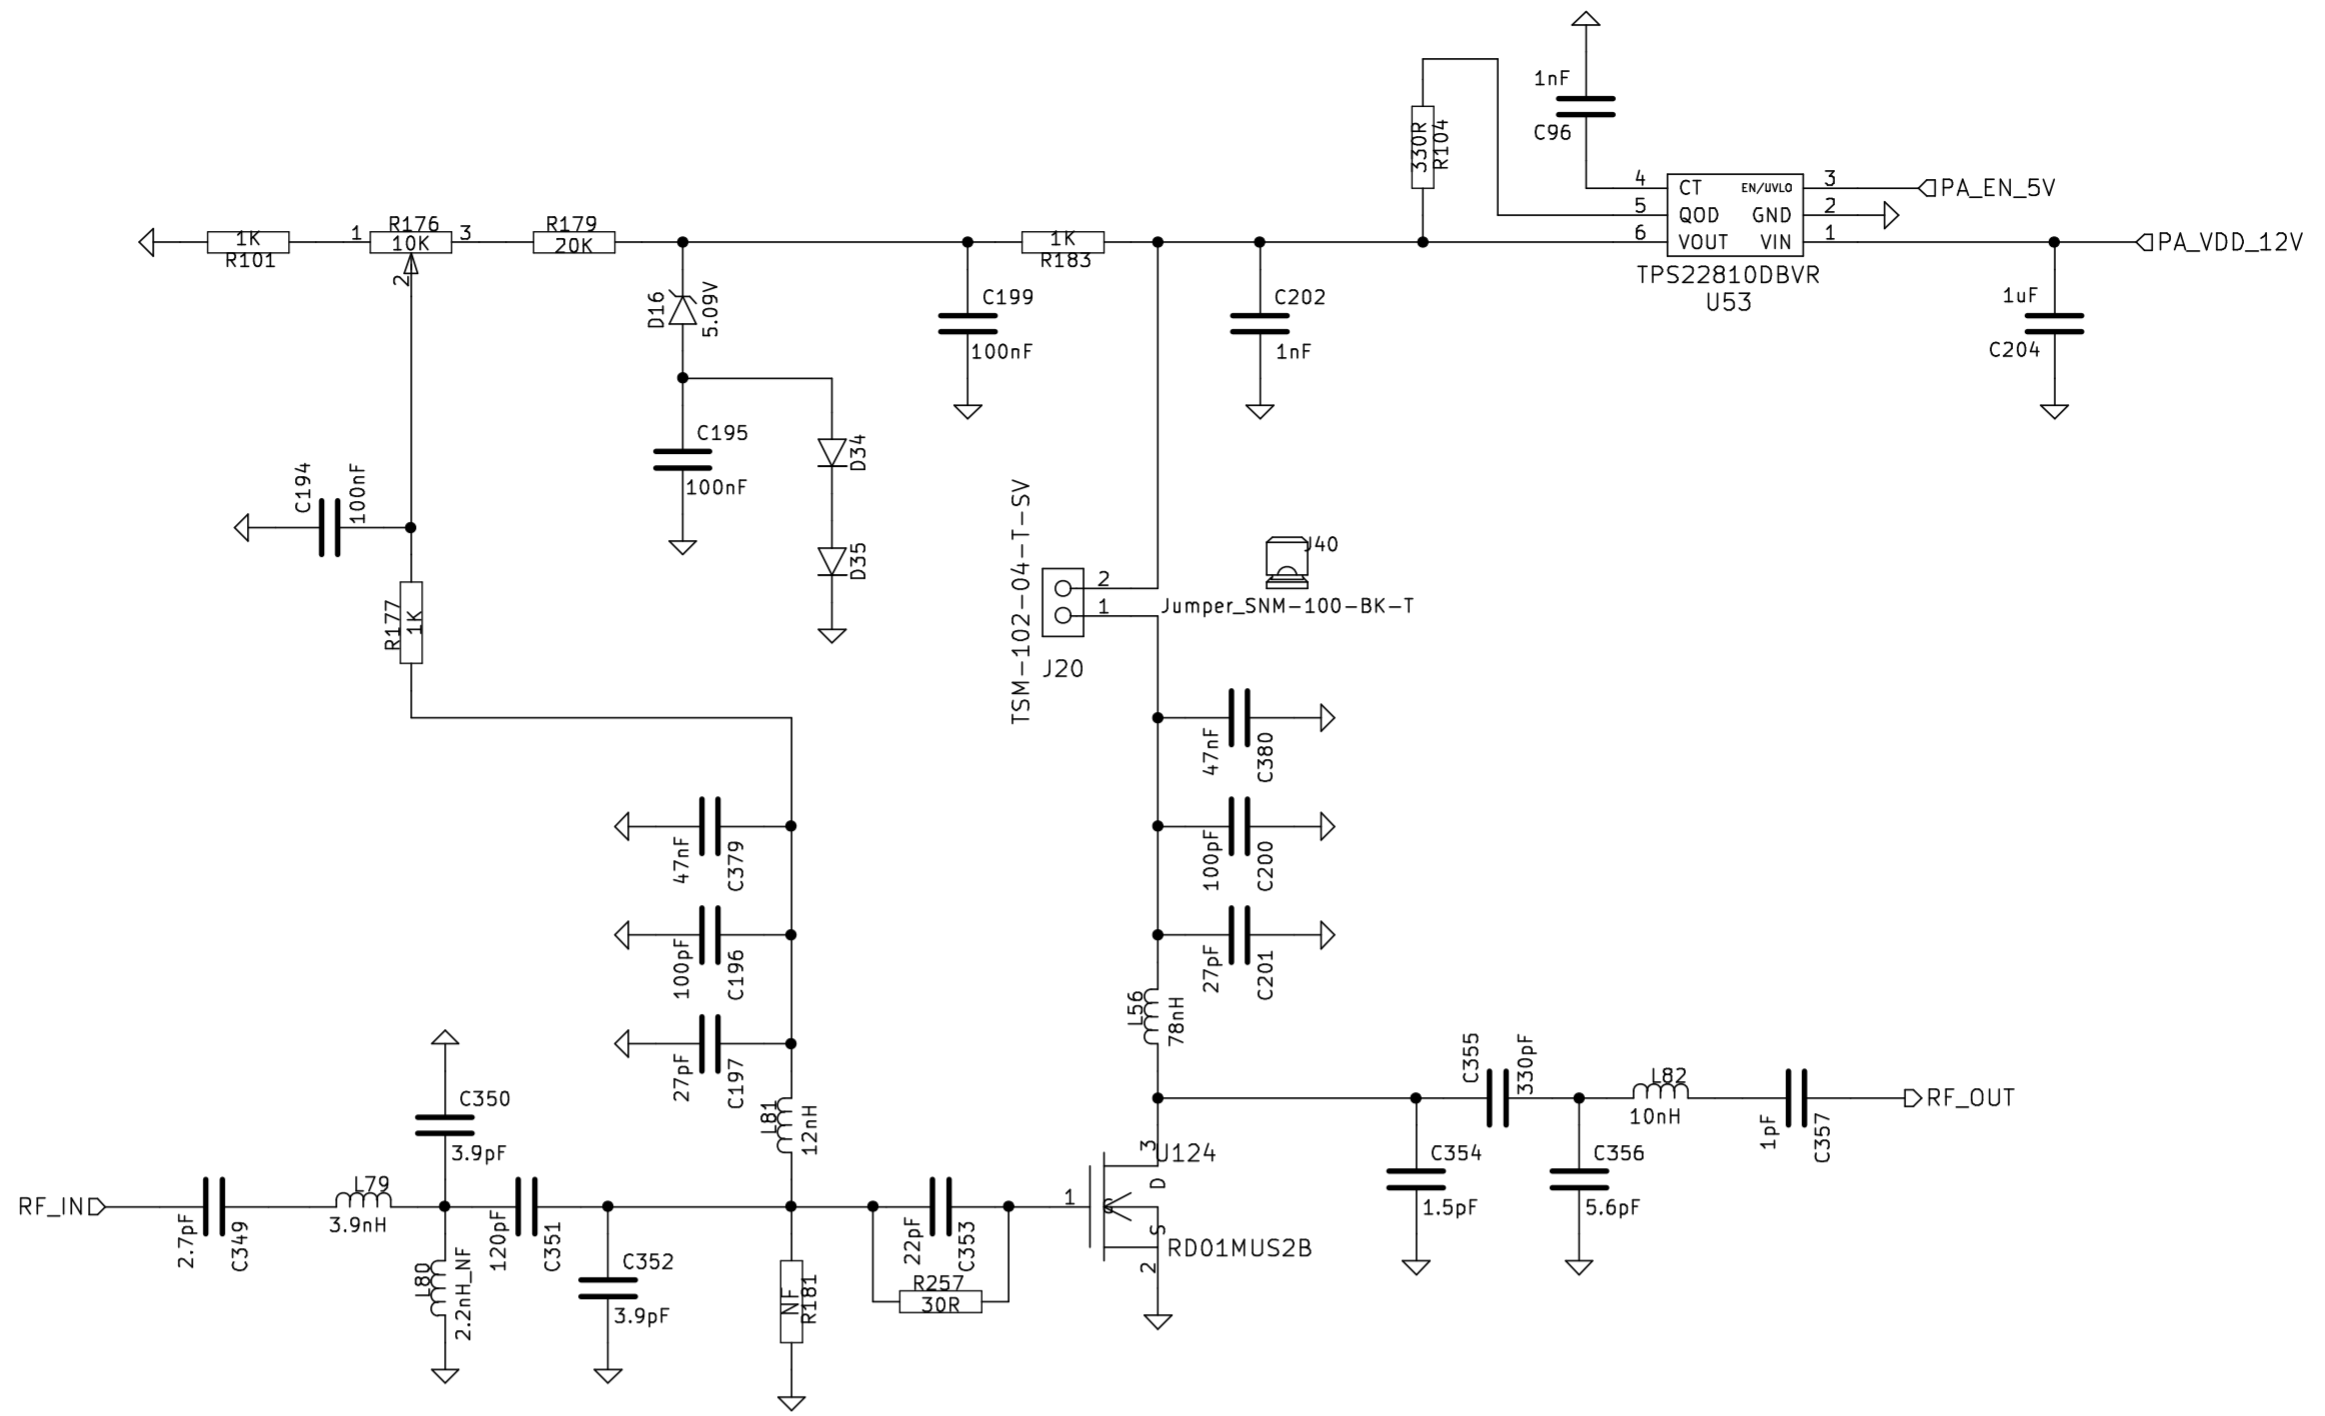 1nF
C96
330R
R104
4
CT
EN/UVLO
3
PA_EN_5V
5
QOD
GND
2
6
VOUT
VIN
1
PA_VDD_12V
TPS22810DBVR
U53
1K
R101
1
R176
10K
3
2
R179
20K
1K
R183
D16
5.09V
C199
100nF
C202
1nF
1uF
C204
C195
100nF
D34
D35
C194
100nF
R177
1K
TSM-102-04-T-SV
2
1
J20
J40
Jumper_SNM-100-BK-T
47nF
C380
100pF
C200
27pF
C201
47nF
C379
100pF
C196
27pF
C197
L56
78nH
L81
12nH
C350
3.9pF
RF_IN
2.7pF
C349
L79
3.9nH
120pF
C351
L80
2.2nH_NF
C352
3.9pF
NF
R181
22pF
C353
R257
30R
1
G
3
D
S
2
U124
RD01MUS2B
C355
330pF
C354
1.5pF
C356
5.6pF
L82
10nH
1pF
C357
RF_OUT